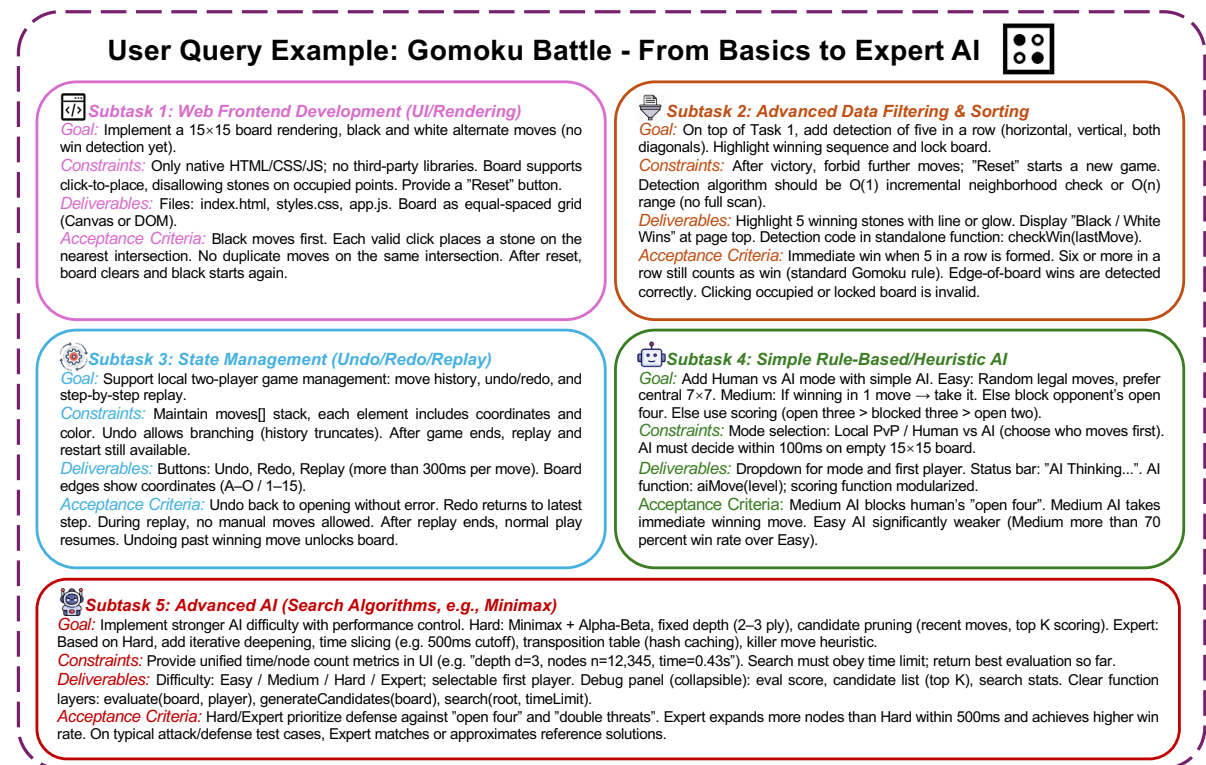 User Query Example: Gomoku Battle - From Basics to Expert AI
Subtask 1: Web Frontend Development (UI/Rendering)
Goal: Implement a 15×15 board rendering, black and white alternate moves (no
win detection yet).
Constraints: Only native HTML/CSS/JS; no third-party libraries. Board supports
click-to-place, disallowing stones on occupied points. Provide a ”Reset” button.
Deliverables: Files: index.html, styles.css, app.js. Board as equal-spaced grid
(Canvas or DOM).
Acceptance Criteria: Black moves first. Each valid click places a stone on the
nearest intersection. No duplicate moves on the same intersection. After reset,
board clears and black starts again.
Subtask 2: Advanced Data Filtering & Sorting
Goal: On top of Task 1, add detection of five in a row (horizontal, vertical, both
diagonals). Highlight winning sequence and lock board.
Constraints: After victory, forbid further moves; ”Reset” starts a new game.
Detection algorithm should be O(1) incremental neighborhood check or O(n)
range (no full scan).
Deliverables: Highlight 5 winning stones with line or glow. Display ”Black / White
Wins” at page top. Detection code in standalone function: checkWin(lastMove).
Acceptance Criteria: Immediate win when 5 in a row is formed. Six or more in a
row still counts as win (standard Gomoku rule). Edge-of-board wins are detected
correctly. Clicking occupied or locked board is invalid.
Subtask 3: State Management (Undo/Redo/Replay)
Goal: Support local two-player game management: move history, undo/redo, and
step-by-step replay.
Constraints: Maintain moves[] stack, each element includes coordinates and
color. Undo allows branching (history truncates). After game ends, replay and
restart still available.
Deliverables: Buttons: Undo, Redo, Replay (more than 300ms per move). Board
edges show coordinates (A–O / 1–15).
Acceptance Criteria: Undo back to opening without error. Redo returns to latest
step. During replay, no manual moves allowed. After replay ends, normal play
resumes. Undoing past winning move unlocks board.
Subtask 4: Simple Rule-Based/Heuristic AI
Goal: Add Human vs AI mode with simple AI. Easy: Random legal moves, prefer
central 7×7. Medium: If winning in 1 move → take it. Else block opponent’s open
four. Else use scoring (open three > blocked three > open two).
Constraints: Mode selection: Local PvP / Human vs AI (choose who moves first).
AI must decide within 100ms on empty 15×15 board.
Deliverables: Dropdown for mode and first player. Status bar: ”AI Thinking...”. AI
function: aiMove(level); scoring function modularized.
Acceptance Criteria: Medium AI blocks human’s ”open four”. Medium AI takes
immediate winning move. Easy AI significantly weaker (Medium more than 70
percent win rate over Easy).
Subtask 5: Advanced AI (Search Algorithms, e.g., Minimax)
Goal: Implement stronger AI difficulty with performance control. Hard: Minimax + Alpha-Beta, fixed depth (2–3 ply), candidate pruning (recent moves, top K scoring). Expert:
Based on Hard, add iterative deepening, time slicing (e.g. 500ms cutoff), transposition table (hash caching), killer move heuristic.
Constraints: Provide unified time/node count metrics in UI (e.g. ”depth d=3, nodes n=12,345, time=0.43s”). Search must obey time limit; return best evaluation so far.
Deliverables: Difficulty: Easy / Medium / Hard / Expert; selectable first player. Debug panel (collapsible): eval score, candidate list (top K), search stats. Clear function
layers: evaluate(board, player), generateCandidates(board), search(root, timeLimit).
Acceptance Criteria: Hard/Expert prioritize defense against ”open four” and ”double threats”. Expert expands more nodes than Hard within 500ms and achieves higher win
rate. On typical attack/defense test cases, Expert matches or approximates reference solutions.